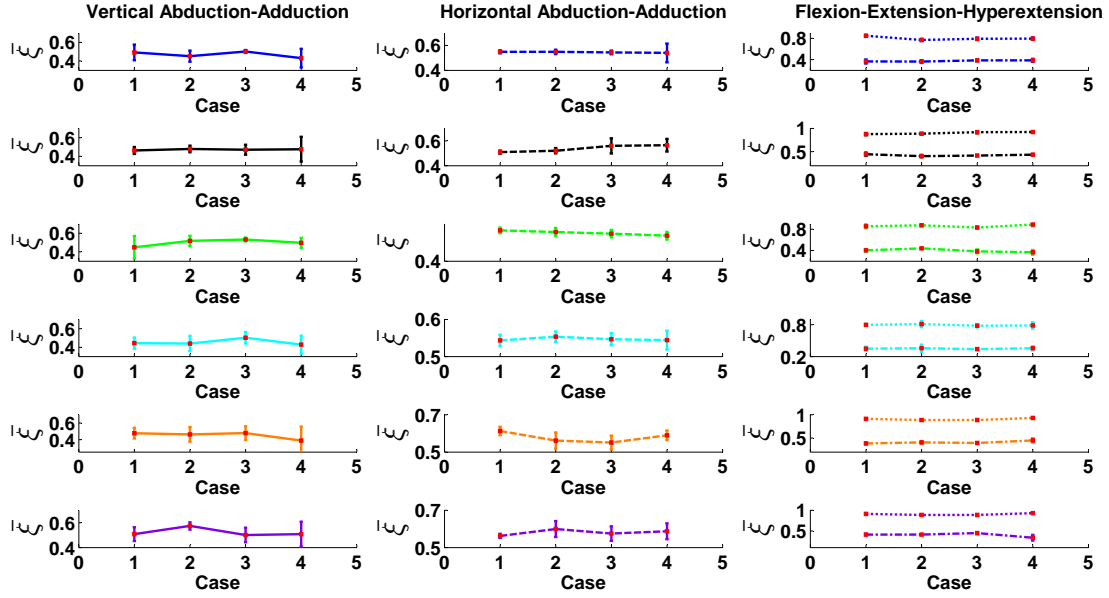 Vertical Abduction-Adduction Horizontal Abduction-Adduction Flexion-Extension-Hyperextension
0.6 0.6 0.8
ξ̄ ξ̄ ξ̄
0.4 0.4 0.4
0 1 2 3 4 5 0 1 2 3 4 5 0 1 2 3 4 5
Case Case Case
0.6 0.6 1
ξ̄ ξ̄ ξ̄
0.4 0.4 0.5
0 1 2 3 4 5 0 1 2 3 4 5 0 1 2 3 4 5
Case Case Case
0.6 0.8
ξ̄ ξ̄ ξ̄
0.4 0.4 0.4
0 1 2 3 4 5 0 1 2 3 4 5 0 1 2 3 4 5
Case Case Case
0.6 0.6 0.8
ξ̄ ξ̄ ξ̄
0.4 0.5 0.2
0 1 2 3 4 5 0 1 2 3 4 5 0 1 2 3 4 5
Case Case Case
0.6 0.7 1
ξ̄ ξ̄ ξ̄
0.4 0.5 0.5
0 1 2 3 4 5 0 1 2 3 4 5 0 1 2 3 4 5
Case Case Case
0.6 0.7 1
ξ̄ ξ̄ ξ̄
0.4 0.5 0.5
0 1 2 3 4 5 0 1 2 3 4 5 0 1 2 3 4 5
Case Case Case